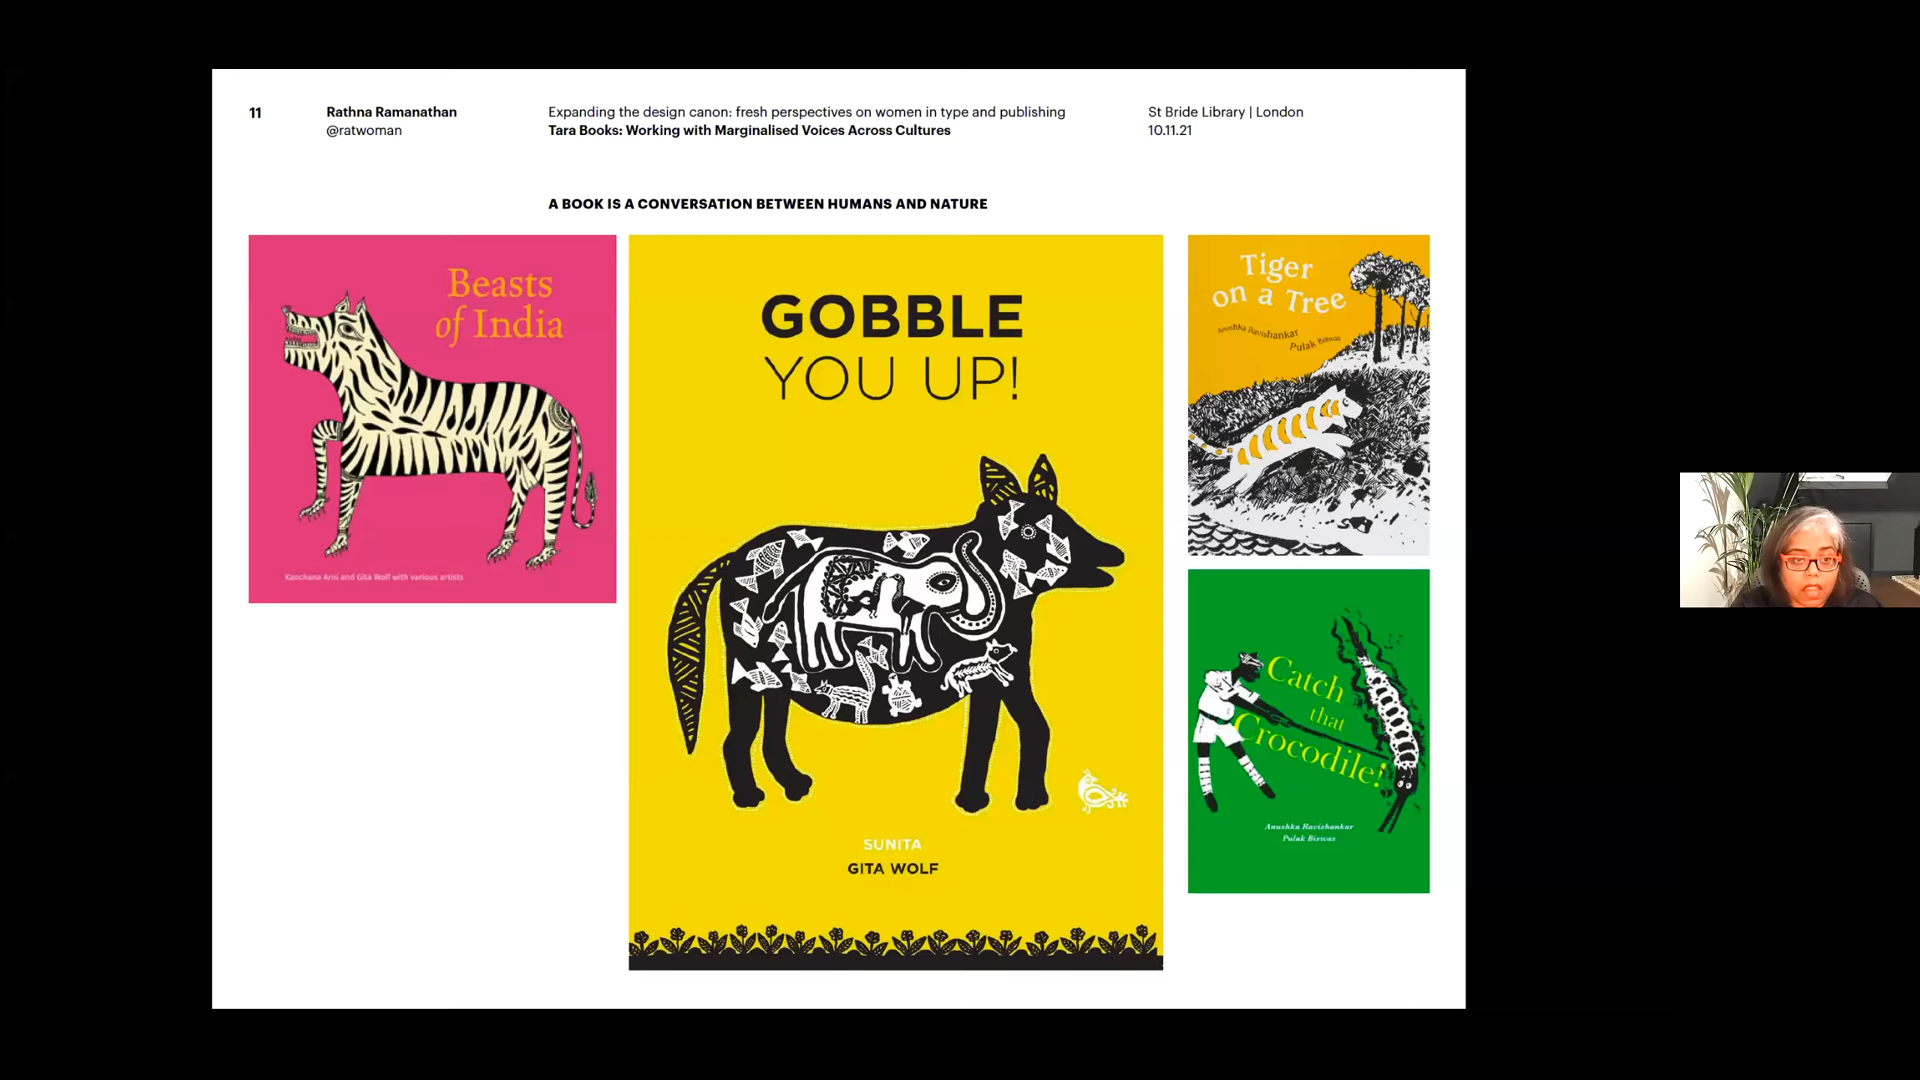 11
Rathna Ramanathan
@ratwoman
Expanding the design canon: fresh perspectives on women in type and publishing
Tara Books: Working with Marginalised Voices Across Cultures
St Bride Library | London
10.11.21
A BOOK IS A CONVERSATION BETWEEN HUMANS AND NATURE
Beasts
of India
Kanchana Arni and Gita Wolf with various artists
GOBBLE
YOU UP!
SUNITA
GITA WOLF
Tiger
on a Tree
Anushka Ravishankar
Pulak Biswas
Catch
that
Crocodile!
Anushka Ravishankar
Pulak Biswas